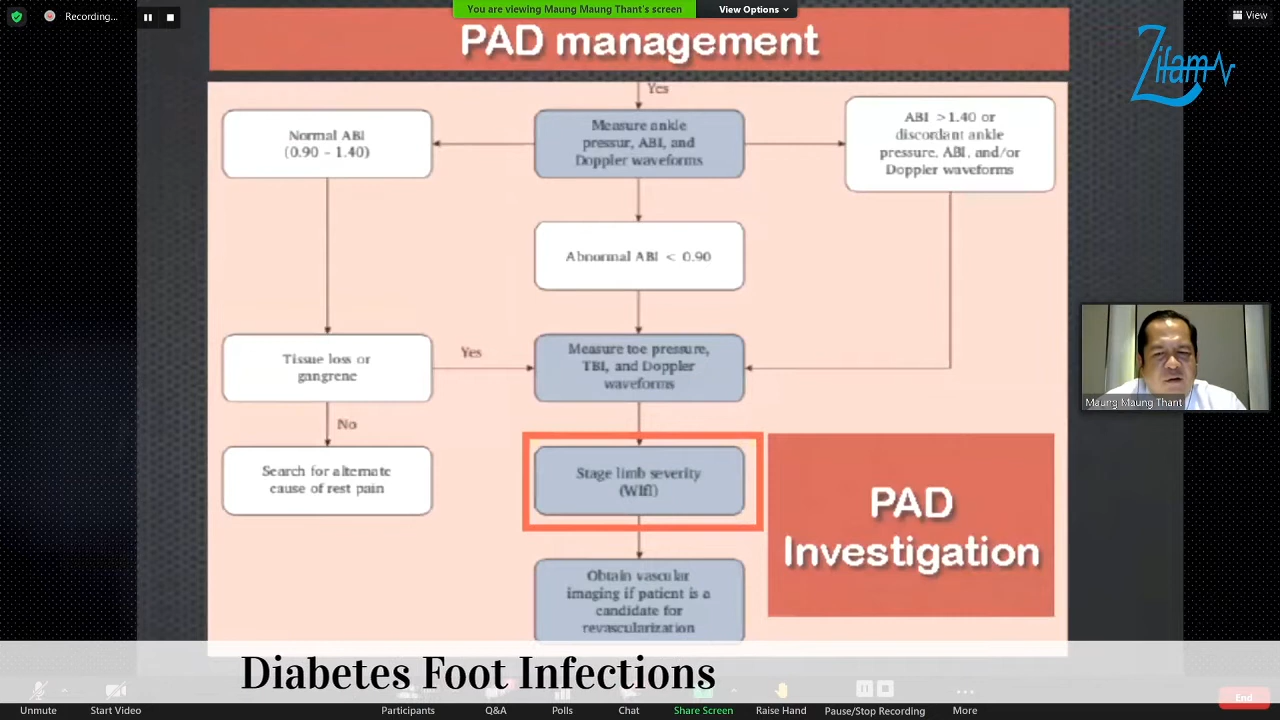 Recording...
You are viewing Maung Maung Thant's screen
View Options
View
PAD management
Zifam
Yes
Normal ABI
(0.90 – 1.40)
Measure ankle
pressur, ABI, and
Doppler waveforms
ABI >1.40 or
discordant ankle
pressure, ABI, and/or
Doppler waveforms
Abnormal ABI < 0.90
Tissue loss or
gangrene
Yes
Measure toe pressure,
TBI, and Doppler
waveforms
Maung Maung Thant
No
Search for alternate
cause of rest pain
Stage limb severity
(WIfI)
PAD
Investigation
Obtain vascular
imaging if patient is a
candidate for
revascularization
Diabetes Foot Infections
Unmute
Start Video
Participants
Q&A
Polls
Chat
Share Screen
Raise Hand
Pause/Stop Recording
More
End